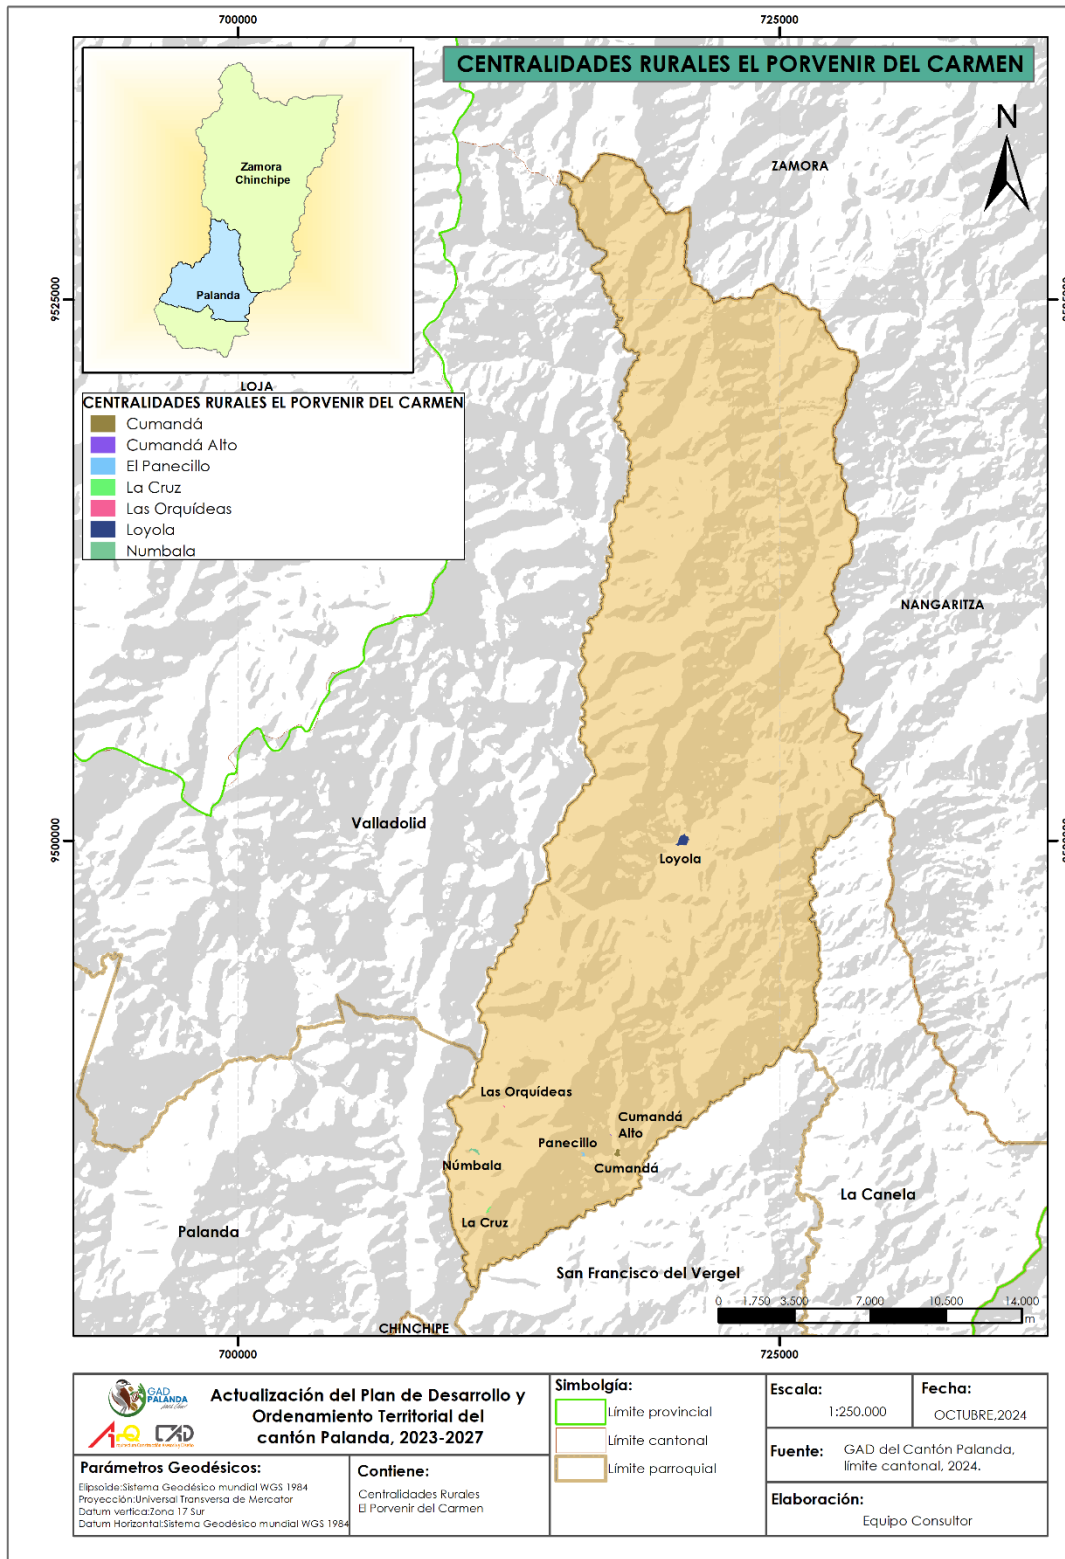 700000
725000
CENTRALIDADES RURALES EL PORVENIR DEL CARMEN
N
Zamora
Chinchipe
Palanda
ZAMORA
9525000
9525000
LOJA
CENTRALIDADES RURALES EL PORVENIR DEL CARMEN
Cumandá
Cumandá Alto
El Panecillo
La Cruz
Las Orquídeas
Loyola
Numbala
NANGARITZA
Valladolid
9500000
9500000
Loyola
Las Orquídeas
Cumandá
Alto
Panecillo
Cumandá
Númbala
La Cruz
La Canela
Palanda
San Francisco del Vergel
0 1.750 3.500 7.000 10.500 14.000
m
CHINCHIPE
700000
725000
GAD
PALANDA
Actualización del Plan de Desarrollo y
Ordenamiento Territorial del
cantón Palanda, 2023-2027
Parámetros Geodésicos:
Elipsoide:Sistema Geodésico mundial WGS 1984
Proyección:Universal Transversa de Mercator
Datum vertica:Zona 17 Sur
Datum Horizontal:Sistema Geodésico mundial WGS 1984
Contiene:
Centralidades Rurales
El Porvenir del Carmen
Simbolgía:
Límite provincial
Límite cantonal
Límite parroquial
Escala:
1:250.000
Fecha:
OCTUBRE,2024
Fuente: GAD del Cantón Palanda,
límite cantonal, 2024.
Elaboración:
Equipo Consultor